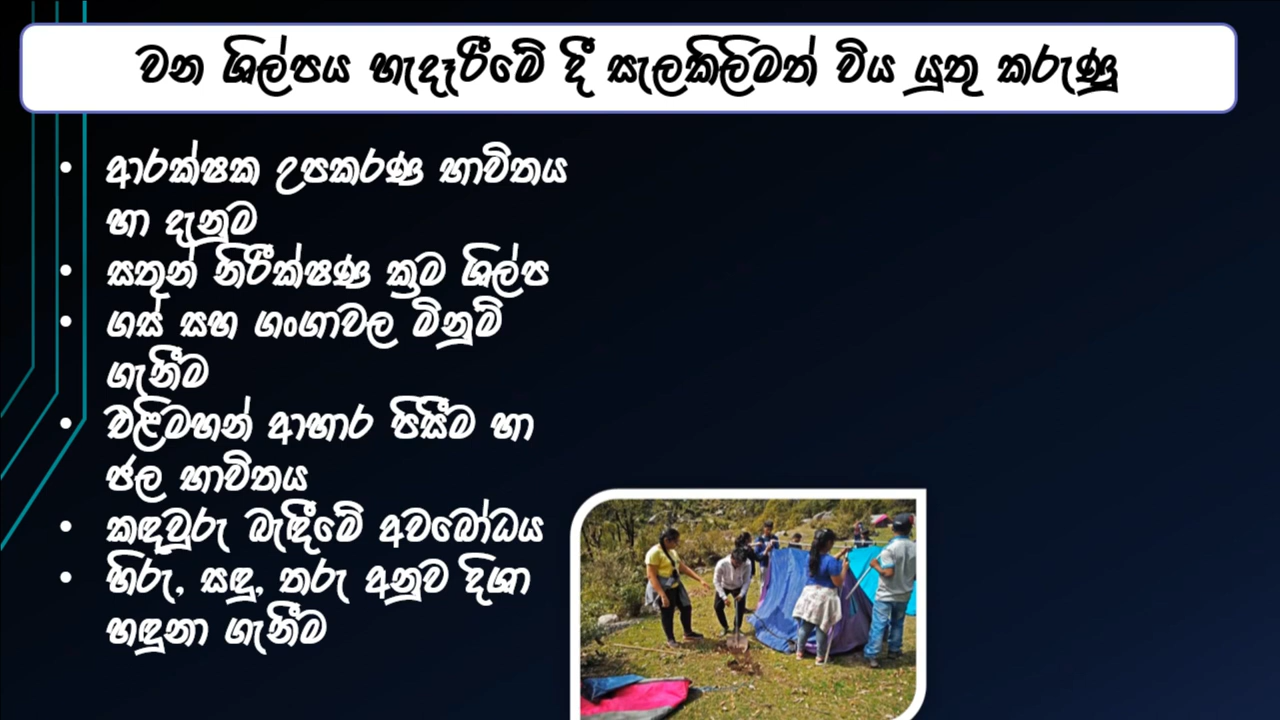 වන ශිල්පය හැදෑරීමේ දී සැලකිලිමත් විය යුතු කරුණු
• ආරක්ෂක උපකරණ භාවිතය
හා දැනුම
• සතුන් නිරීක්ෂණ ක්‍රම ශිල්ප
• ගස් සහ ගංගාවල මිනුම්
ගැනීම
• එළිමහන් ආහාර පිසීම හා
ජල භාවිතය
• කඳවුරු බැඳීමේ අවබෝධය
• හිරු, සඳු, තරු අනුව දිශා
හඳුනා ගැනීම